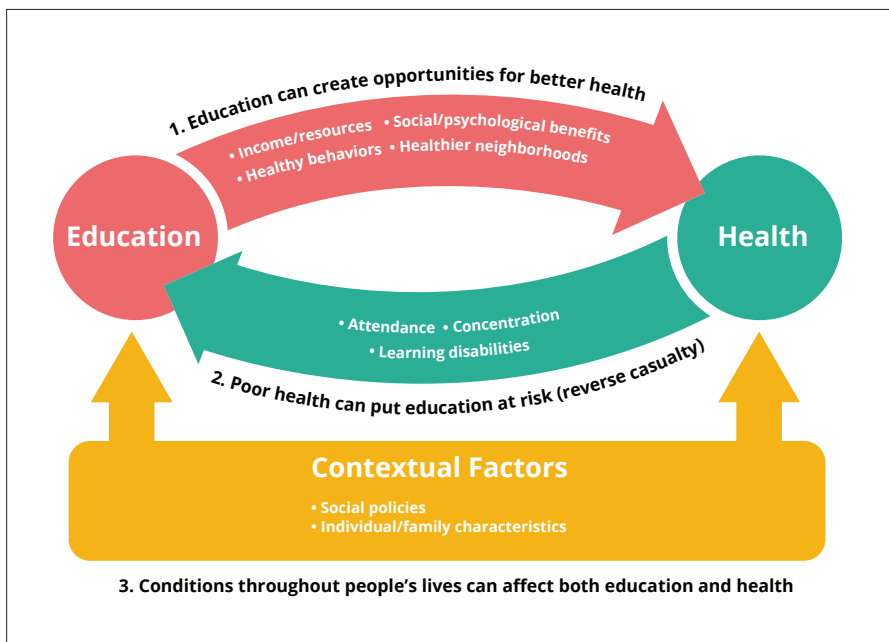 1. Education can create opportunities for better health
• Income/resources • Social/psychological benefits
• Healthy behaviors • Healthier neighborhoods
Education
Health
• Attendance • Concentration
• Learning disabilities
2. Poor health can put education at risk (reverse casualty)
Contextual Factors
• Social policies
• Individual/family characteristics
3. Conditions throughout people’s lives can affect both education and health